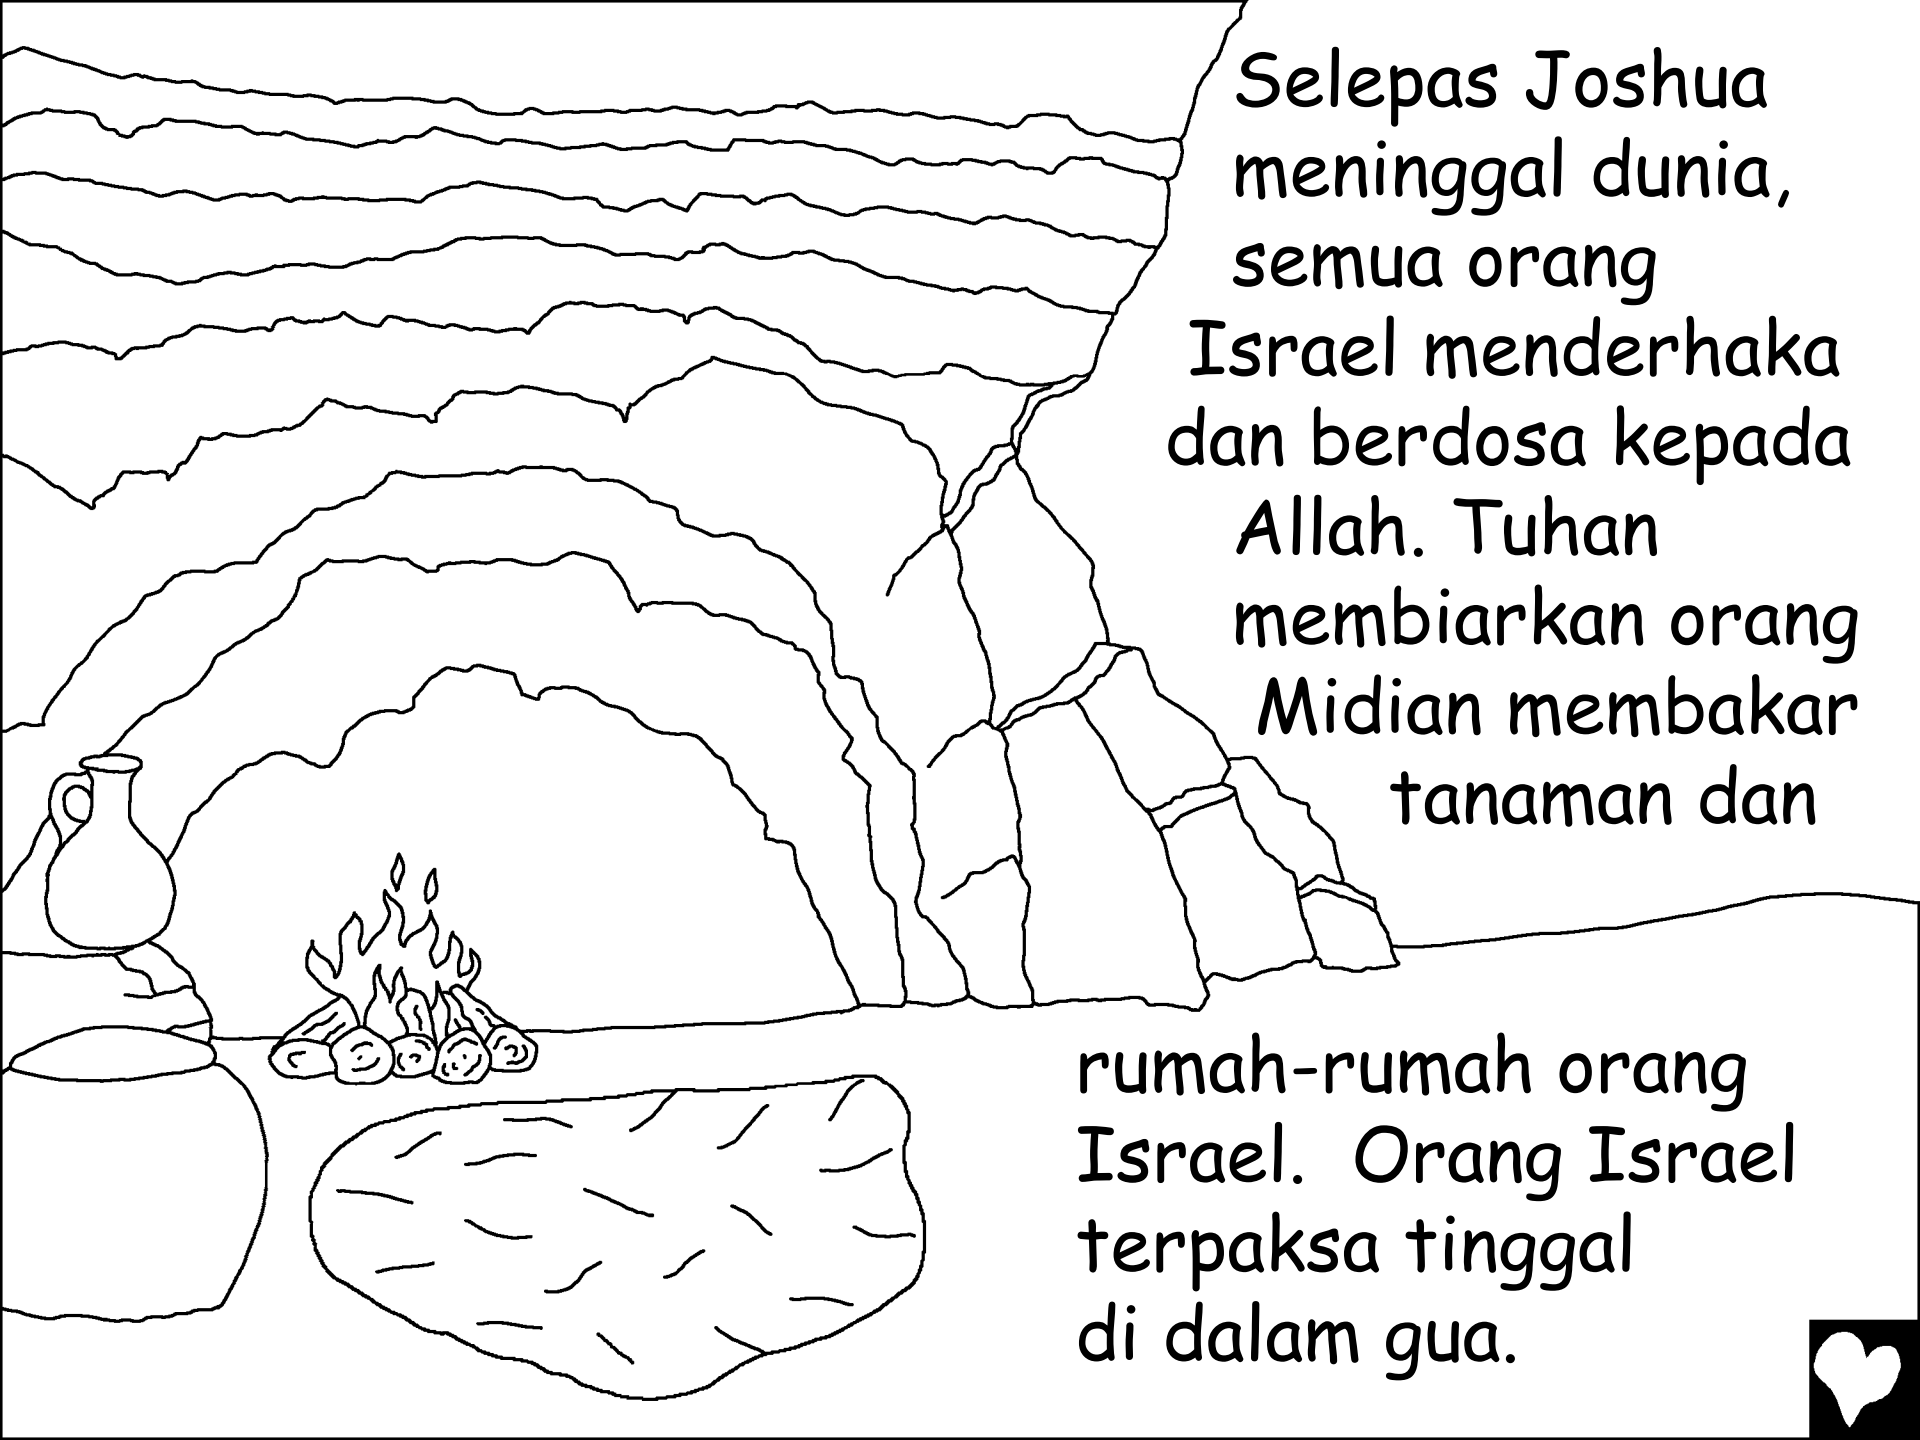 Selepas Joshua
meninggal dunia,
semua orang
Israel menderhaka
dan berdosa kepada
Allah. Tuhan
membiarkan orang
Midian membakar
tanaman dan
rumah-rumah orang
Israel.  Orang Israel
terpaksa tinggal
di dalam gua.